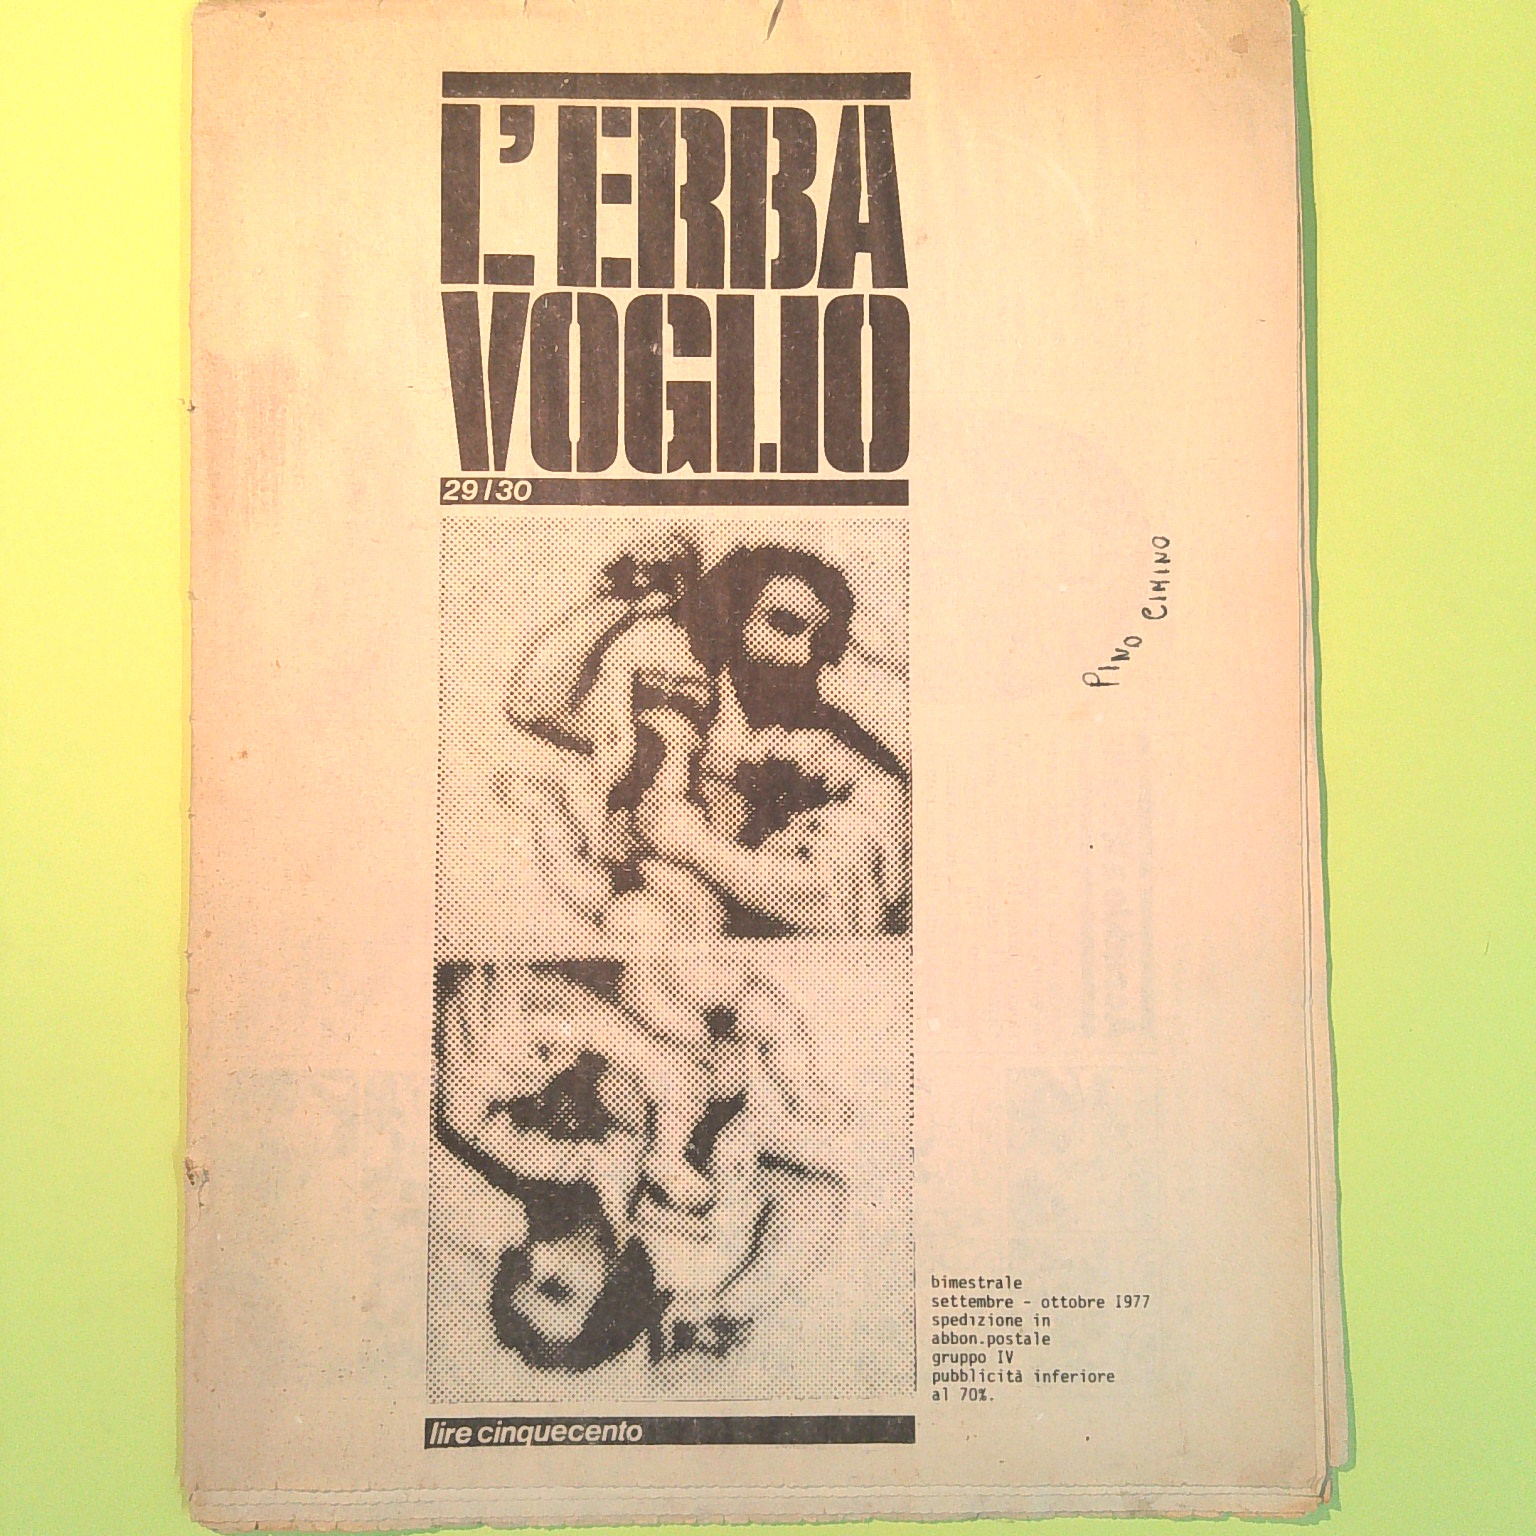 L'ERBA
VOGLIO
29/30
PINO CIMINO
bimestrale
settembre - ottobre 1977
spedizione in
abbon.postale
gruppo IV
pubblicità inferiore
al 70%.
lire cinquecento